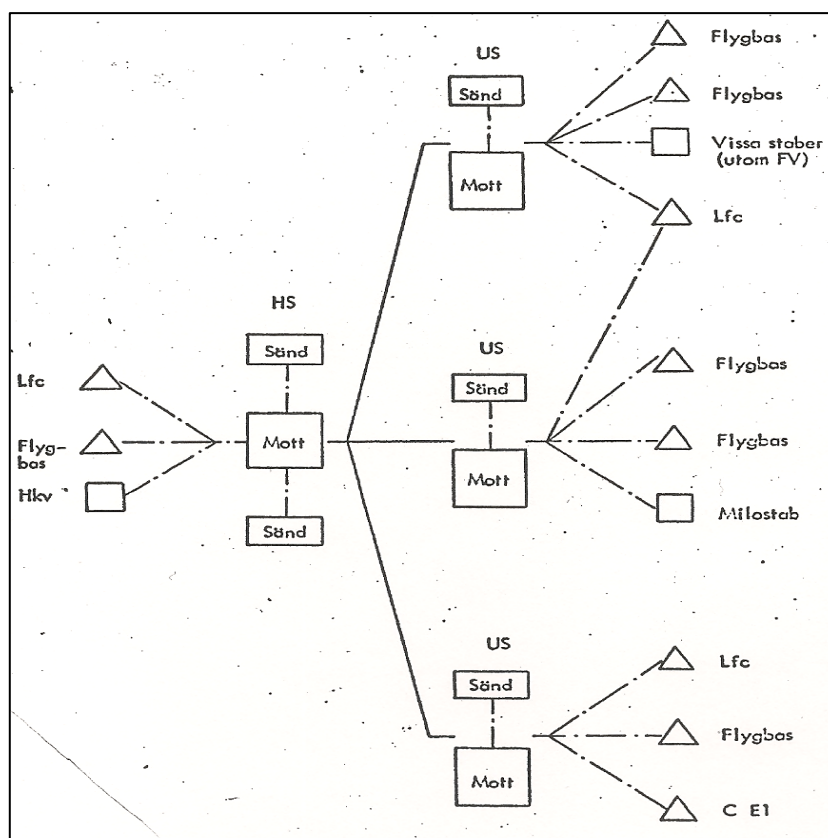 US
Sänd
Mott
Flygbas
Flygbas
Vissa staber
(utom FV)
Lfc
HS
Sänd
Mott
Sänd
Lfc
Flyg-
bas
Hkv
US
Sänd
Mott
Flygbas
Flygbas
Milostab
US
Sänd
Mott
Lfc
Flygbas
C E1